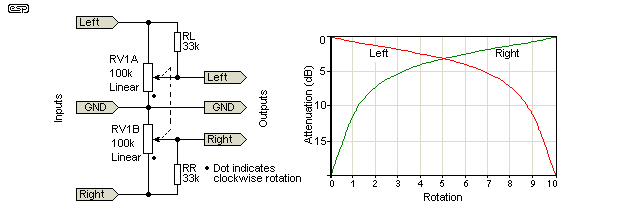 ESP
Left
RL
33k
RV1A
100k
Linear
Left
Inputs
GND
GND
Outputs
RV1B
100k
Linear
Right
RR
33k
Right
• Dot indicates
clockwise rotation
Attenuation (dB)
0
5
10
15
Left
Right
0 1 2 3 4 5 6 7 8 9 10
Rotation